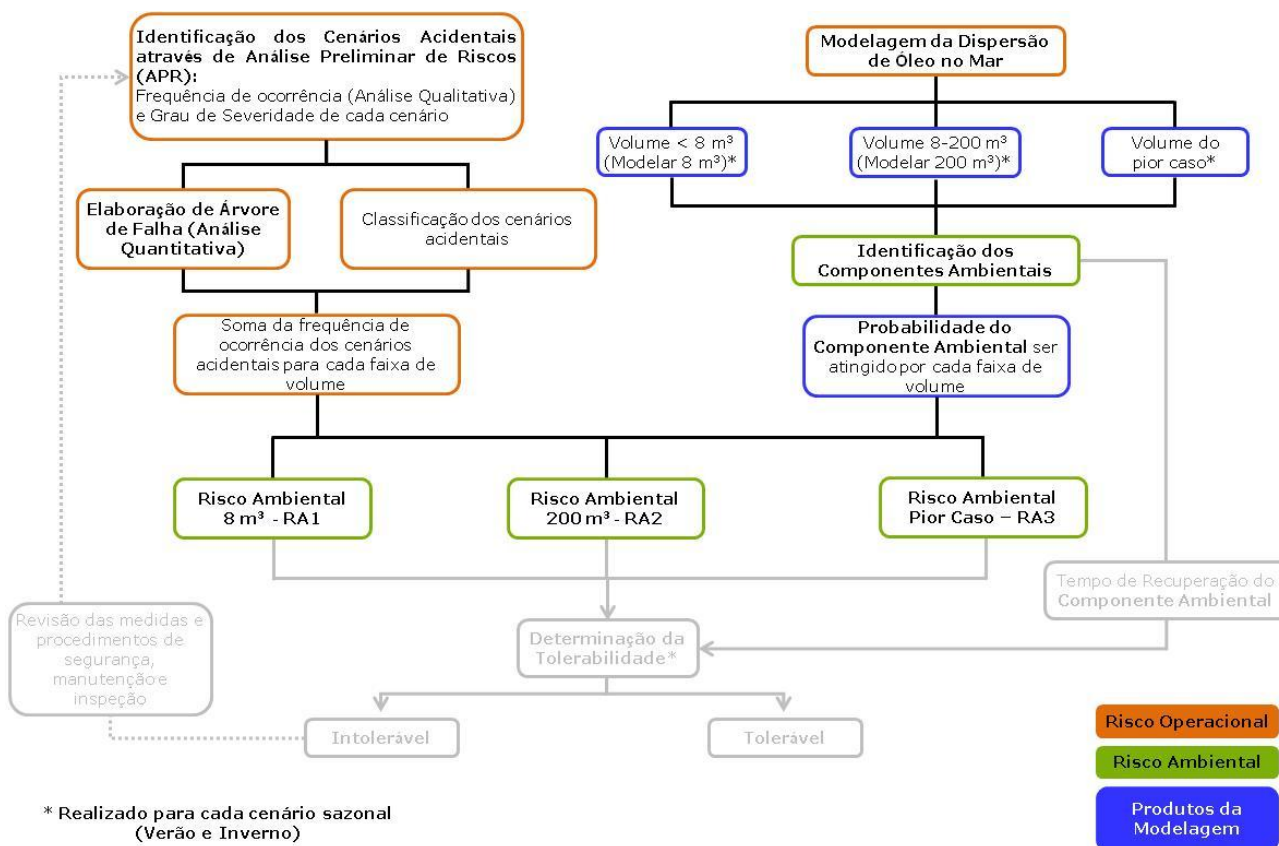 Identificação dos Cenários Acidentais
através de Análise Preliminar de Riscos
(APR):
Frequência de ocorrência (Análise Qualitativa)
e Grau de Severidade de cada cenário
Modelagem da Dispersão
de Óleo no Mar
Volume < 8 m³
(Modelar 8 m³)*
Volume 8-200 m³
(Modelar 200 m³)*
Volume do
pior caso*
Elaboração de Árvore
de Falha (Análise
Quantitativa)
Classificação dos cenários
acidentais
Identificação dos
Componentes Ambientais
Soma da frequência de
ocorrência dos cenários
acidentais para cada faixa de
volume
Probabilidade do
Componente Ambiental ser
atingido por cada faixa de
volume
Risco Ambiental
8 m³ - RA1
Risco Ambiental
200 m³ - RA2
Risco Ambiental
Pior Caso – RA3
Tempo de Recuperação do
Componente Ambiental
Revisão das medidas e
procedimentos de
segurança,
manutenção e
inspeção
Determinação da
Tolerabilidade*
Intolerável
Tolerável
Risco Operacional
Risco Ambiental
Produtos da
Modelagem
* Realizado para cada cenário sazonal
(Verão e Inverno)